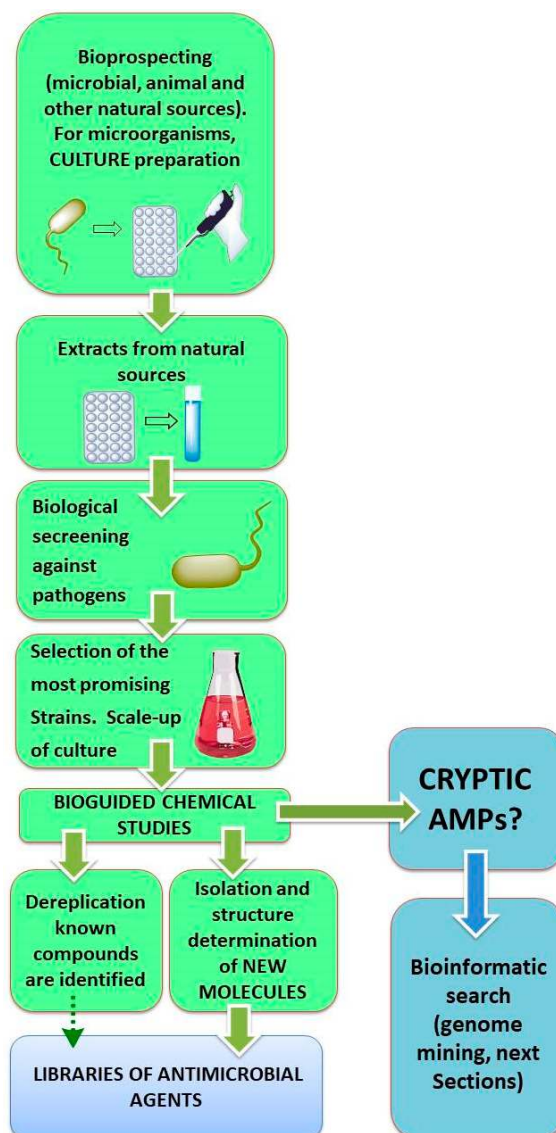 Bioprospecting
(microbial, animal and
other natural sources).
For microorganisms,
CULTURE preparation
Extracts from natural
sources
Biological
secreening
against
pathogens
Selection of the
most promising
Strains. Scale-up
of culture
BIOGUIDED CHEMICAL
STUDIES
CRYPTIC
AMPs?
Dereplication
known
compounds
are identified
Isolation and
structure
determination
of NEW
MOLECULES
Bioinformatic
search
(genome
mining, next
Sections)
LIBRARIES OF ANTIMICROBIAL
AGENTS